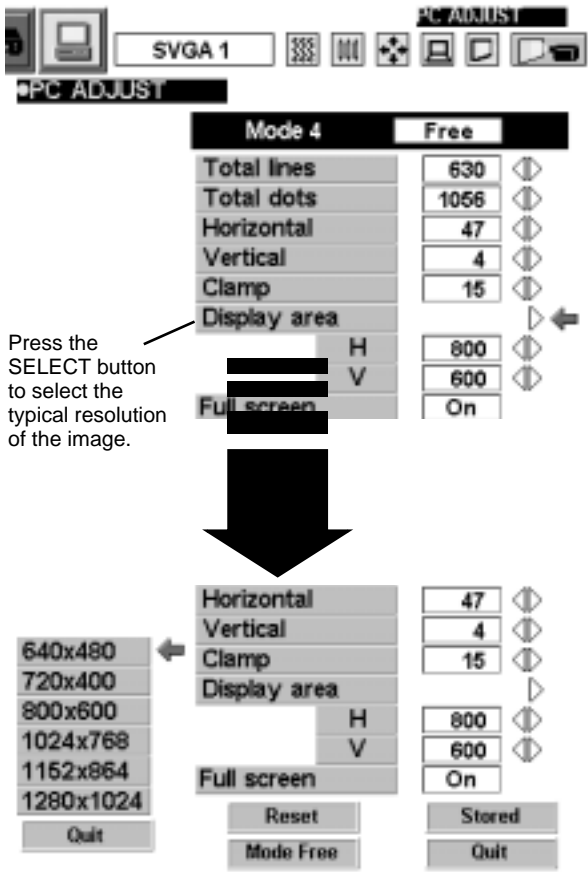 PC ADJUST
SVGA 1
PC ADJUST
Mode 4 Free
Total lines 630
Total dots 1056
Horizontal 47
Vertical 4
Clamp 15
Display area
H 800
V 600
Full screen On
Press the
SELECT button
to select the
typical resolution
of the image.
Horizontal 47
Vertical 4
Clamp 15
Display area
H 800
V 600
Full screen On
640x480
720x400
800x600
1024x768
1152x864
1280x1024
Quit
Reset Stored
Mode Free Quit